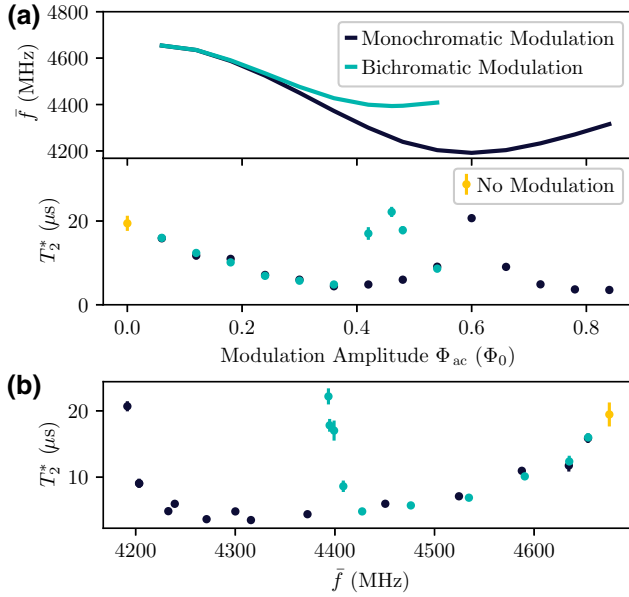 (a)
4800
4600
4400
4200
f̄ (MHz)
Monochromatic Modulation
Bichromatic Modulation
No Modulation
20
0
T₂* (μs)
0.0 0.2 0.4 0.6 0.8
Modulation Amplitude Φac (Φ0)
(b)
20
10
T₂* (μs)
4200 4300 4400 4500 4600
f̄ (MHz)